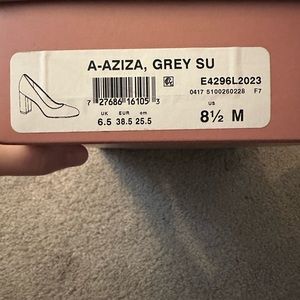 A-AZIZA, GREY SU
E4296L2023
7 27686 16105 3
0417 5100260228 F7
UK EUR cm US
6.5 38.5 25.5 8½ M